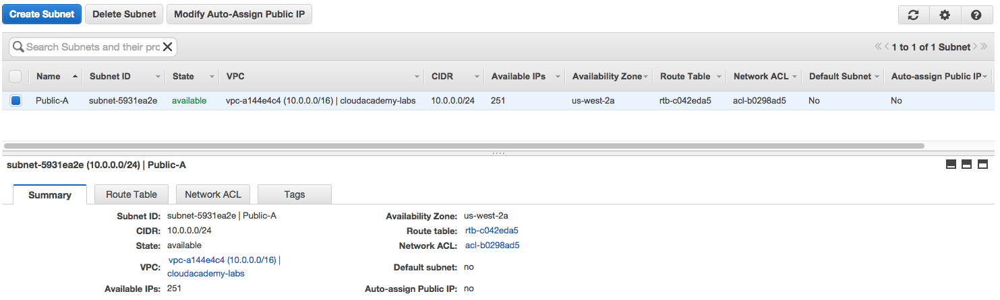 Create Subnet Delete Subnet Modify Auto-Assign Public IP
Search Subnets and their pro
1 to 1 of 1 Subnet
Name Subnet ID State VPC CIDR Available IPs Availability Zone Route Table Network ACL Default Subnet Auto-assign Public IP
Public-A subnet-5931ea2e available vpc-a144e4c4 (10.0.0.0/16) | cloudacademy-labs 10.0.0.0/24 251 us-west-2a rtb-c042eda5 acl-b0298ad5 No No
subnet-5931ea2e (10.0.0.0/24) | Public-A
Summary Route Table Network ACL Tags
Subnet ID: subnet-5931ea2e | Public-A Availability Zone: us-west-2a
CIDR: 10.0.0.0/24 Route table: rtb-c042eda5
State: available Network ACL: acl-b0298ad5
VPC: vpc-a144e4c4 (10.0.0.0/16) |
cloudacademy-labs Default subnet: no
Available IPs: 251 Auto-assign Public IP: no